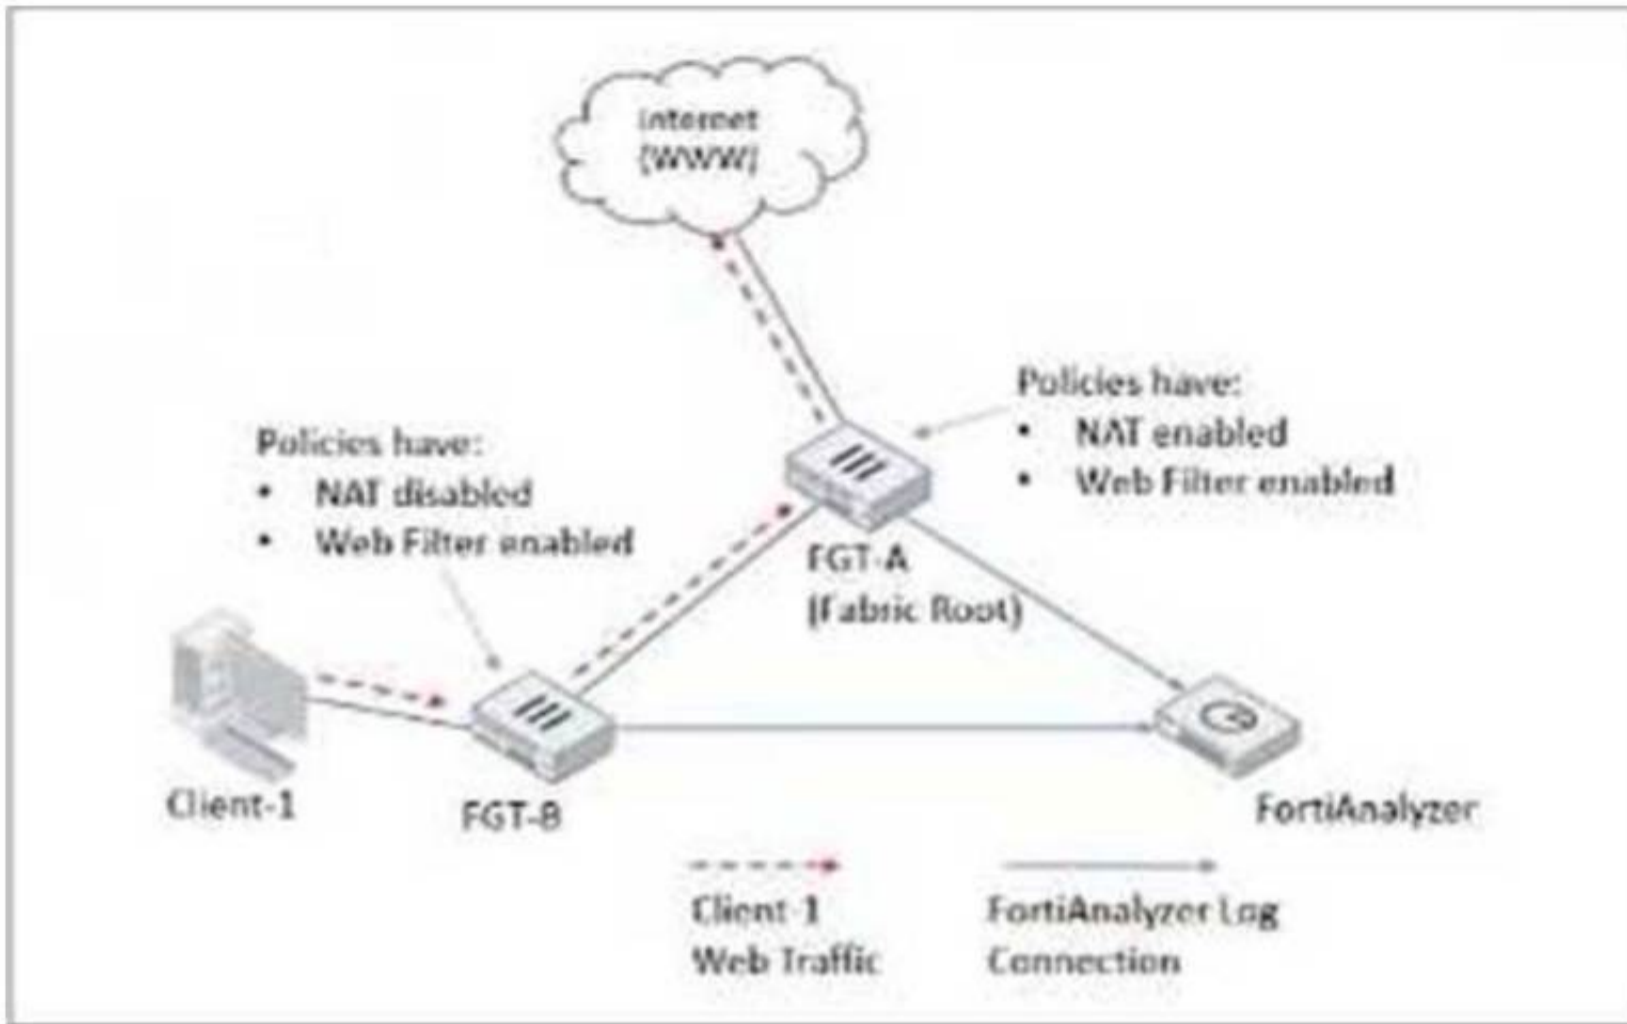 Internet
(WWW)
Policies have:
• NAT enabled
• Web Filter enabled
Policies have:
• NAT disabled
• Web Filter enabled
FGT-A
(Fabric Root)
Client-1
FGT-B
FortiAnalyzer
Client-1
Web Traffic
FortiAnalyzer Log
Connection